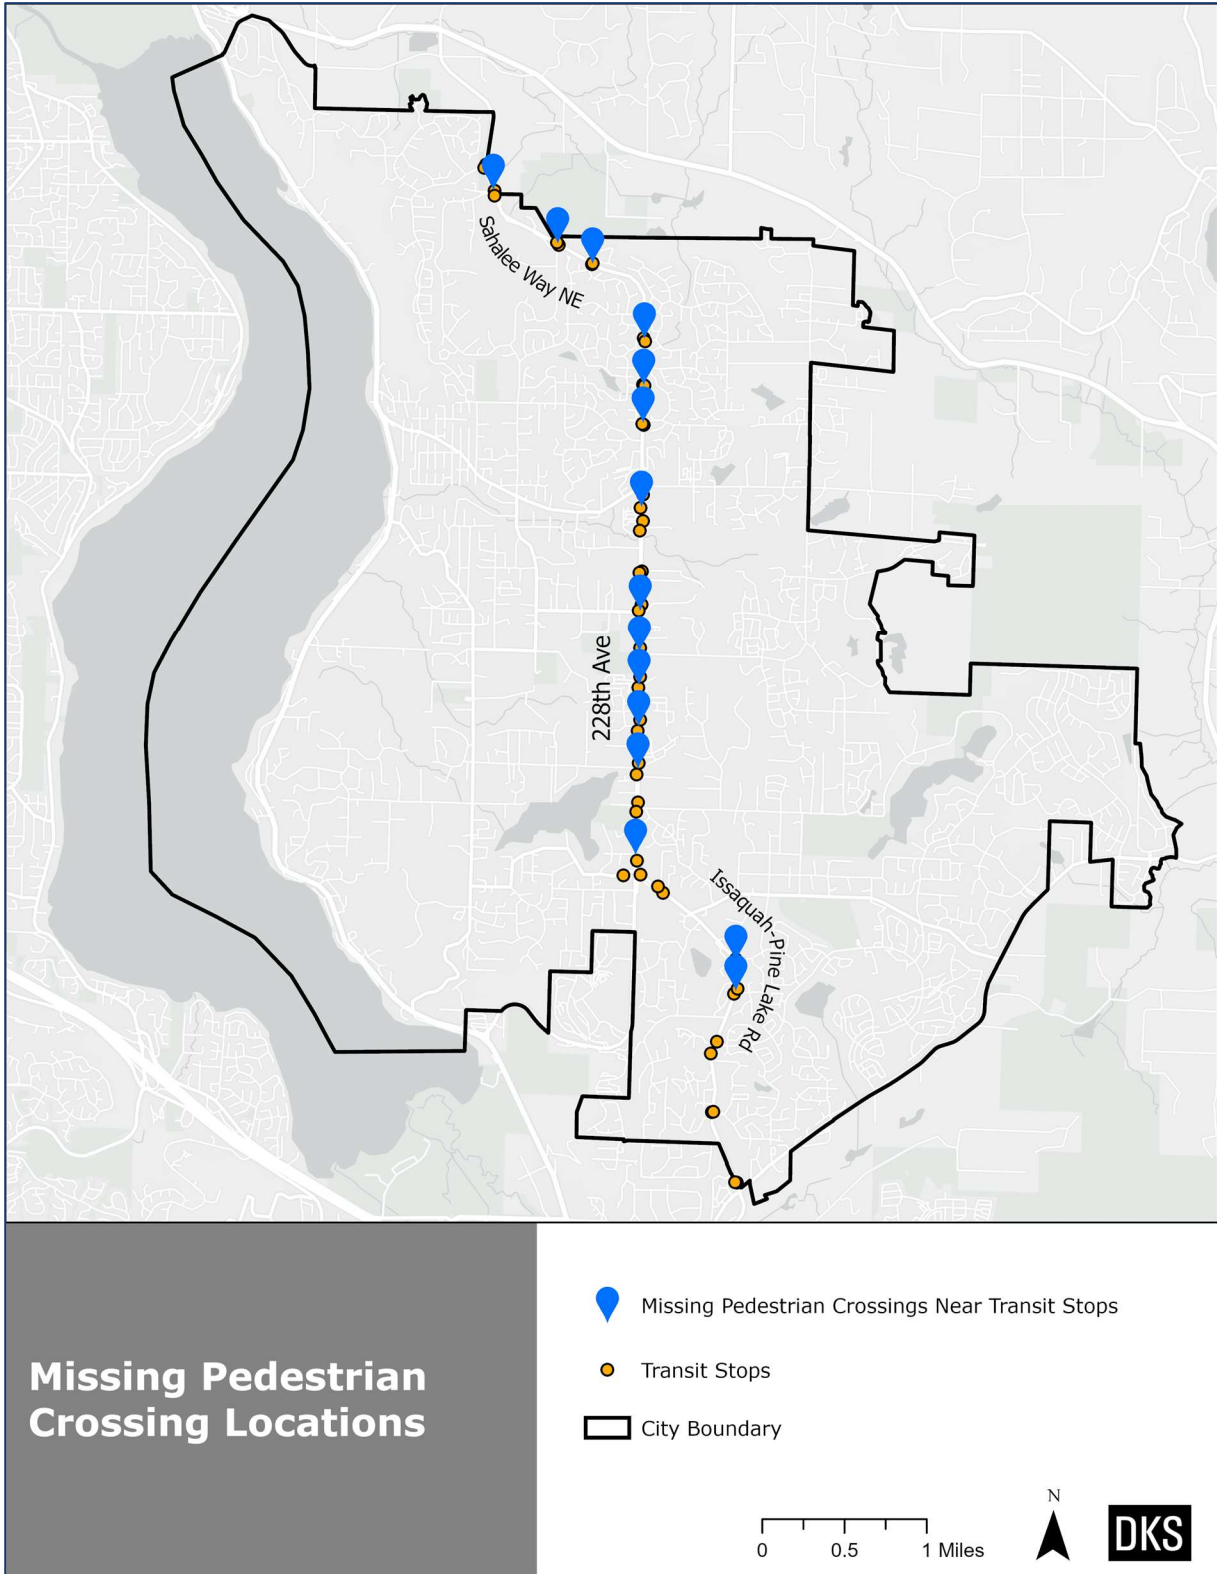 Sahalee Way NE
228th Ave
Issaquah-Pine Lake Rd
Missing Pedestrian
Crossing Locations
Missing Pedestrian Crossings Near Transit Stops
Transit Stops
City Boundary
0 0.5 1 Miles
N
DKS